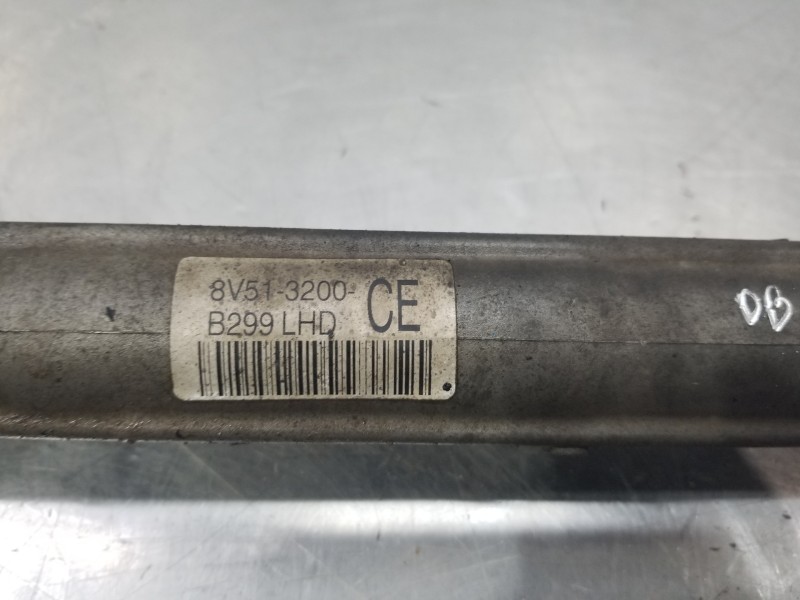 8V51-3200-
B299 LHD CE
DB